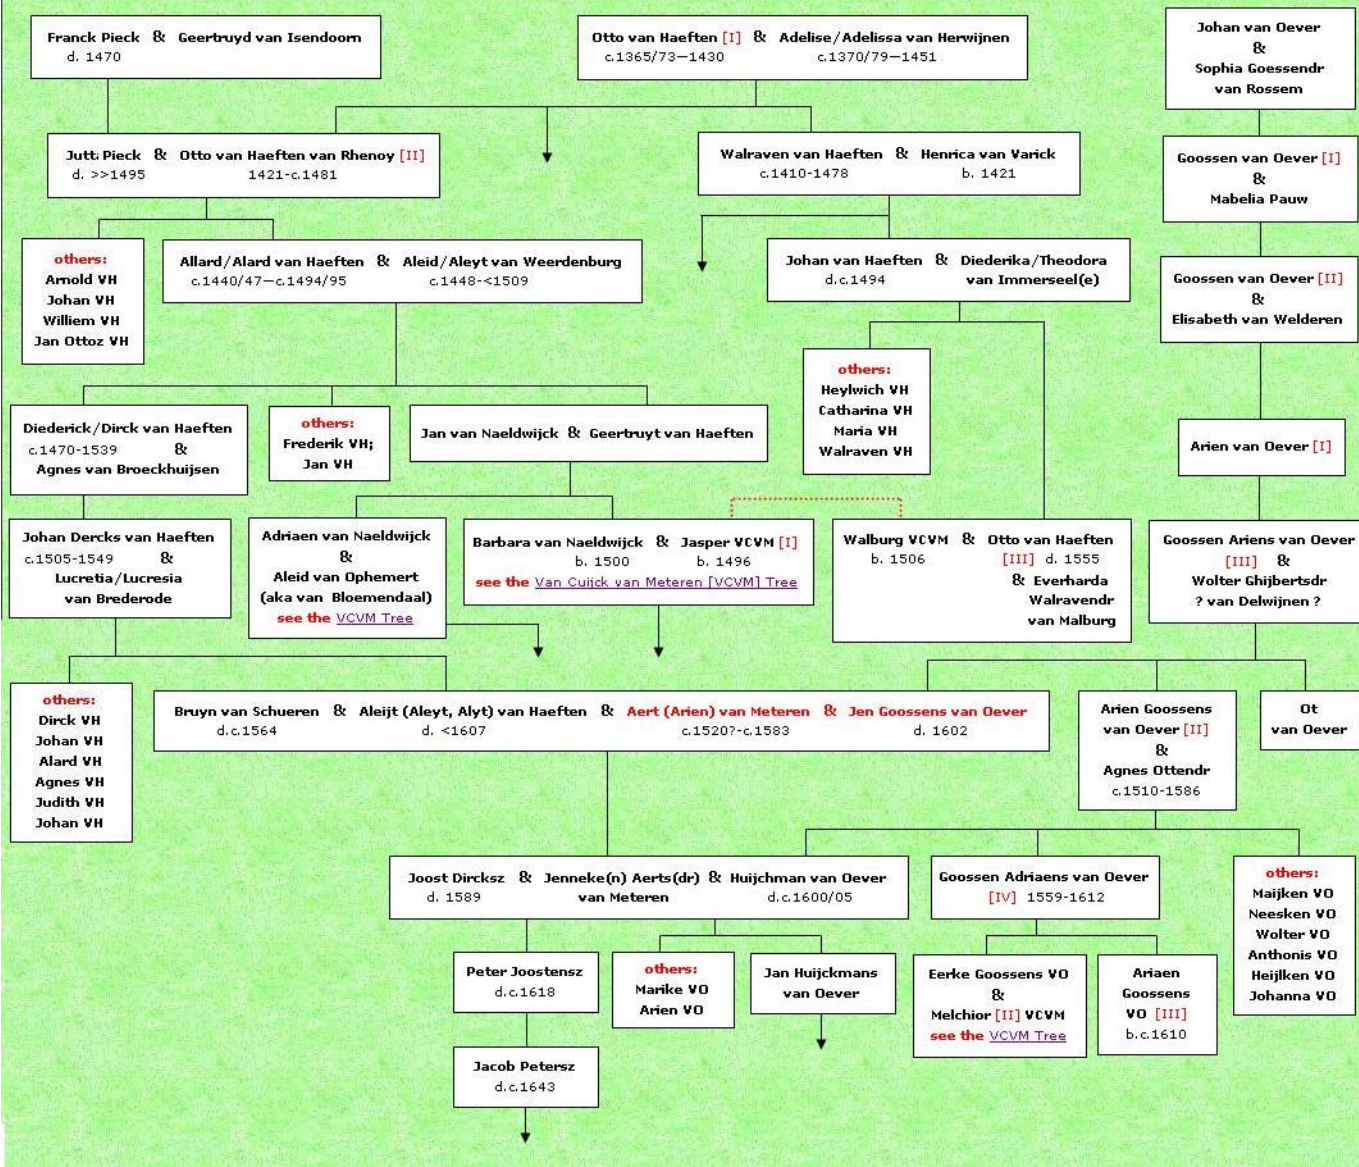 Franck Pieck & Geertruyd van Isendoorn
d. 1470
Otto van Haeften [I] & Adelise/Adelissa van Herwijnen
c.1365/73—1430 c.1370/79—1451
Johan van Oever
&
Sophia Goessendr
van Rossem
Jutt: Pieck & Otto van Haeften van Rhenoy [II]
d. >>1495 1421-c.1481
Walraven van Haeften & Henrica van Varick
c.1410-1478 b. 1421
Goossen van Oever [I]
&
Mabelia Pauw
others:
Arnold VH
Johan VH
Williem VH
Jan Ottoz VH
Allard/Alard van Haeften & Aleid/Aleyt van Weerdenburg
c.1440/47—c.1494/95 c.1448-<1509
Johan van Haeften & Diederika/Theodora
d.c.1494 van Immerseel(e)
Goossen van Oever [II]
&
Elisabeth van Welderen
others:
Heylwich VH
Catharina VH
Maria VH
Walraven VH
Diederick/Dirck van Haeften
c.1470-1539 &
Agnes van Broeckhuijsen
others:
Frederik VH;
Jan VH
Jan van Naeldwijck & Geertruyt van Haeften
Arien van Oever [I]
Johan Dercks van Haeften
c.1505-1549 &
Lucretia/Lucresia
van Brederode
Adriaen van Naeldwijck
&
Aleid van Ophemert
(aka van Bloemendaal)
see the VCVM Tree
Barbara van Naeldwijck & Jasper VCVM [I]
b. 1500 b. 1496
see the Van Cuijck van Meteren [VCVM] Tree
Walburg VCVM & Otto van Haeften
b. 1506 [III] d. 1555
& Everharda
Walravendr
van Malburg
Goossen Ariens van Oever
[III] &
Wolter Ghijbertsdr
? van Delwijnen ?
others:
Dirck VH
Johan VH
Alard VH
Agnes VH
Judith VH
Johan VH
Bruyn van Schueren & Aleijt (Aleyt, Alyt) van Haeften & Aert (Arien) van Meteren & Jen Goossens van Oever
d.c.1564 d. <1607 c.1520?-c.1583 d. 1602
Arien Goossens
van Oever [II]
&
Agnes Ottendr
c.1510-1586
Ot
van Oever
Joost Dircksz & Jenneke(n) Aerts(dr) & Huijchman van Oever
d. 1589 van Meteren d.c.1600/05
Goossen Adriaens van Oever
[IV] 1559-1612
others:
Maijken VO
Neesken VO
Wolter VO
Anthonis VO
Heijlken VO
Johanna VO
Peter Joostensz
d.c.1618
others:
Marike VO
Arien VO
Jan Huijckmans
van Oever
Eerke Goossens VO
&
Melchior [II] VCVM
see the VCVM Tree
Ariaen
Goossens
VO [III]
b.c.1610
Jacob Petersz
d.c.1643